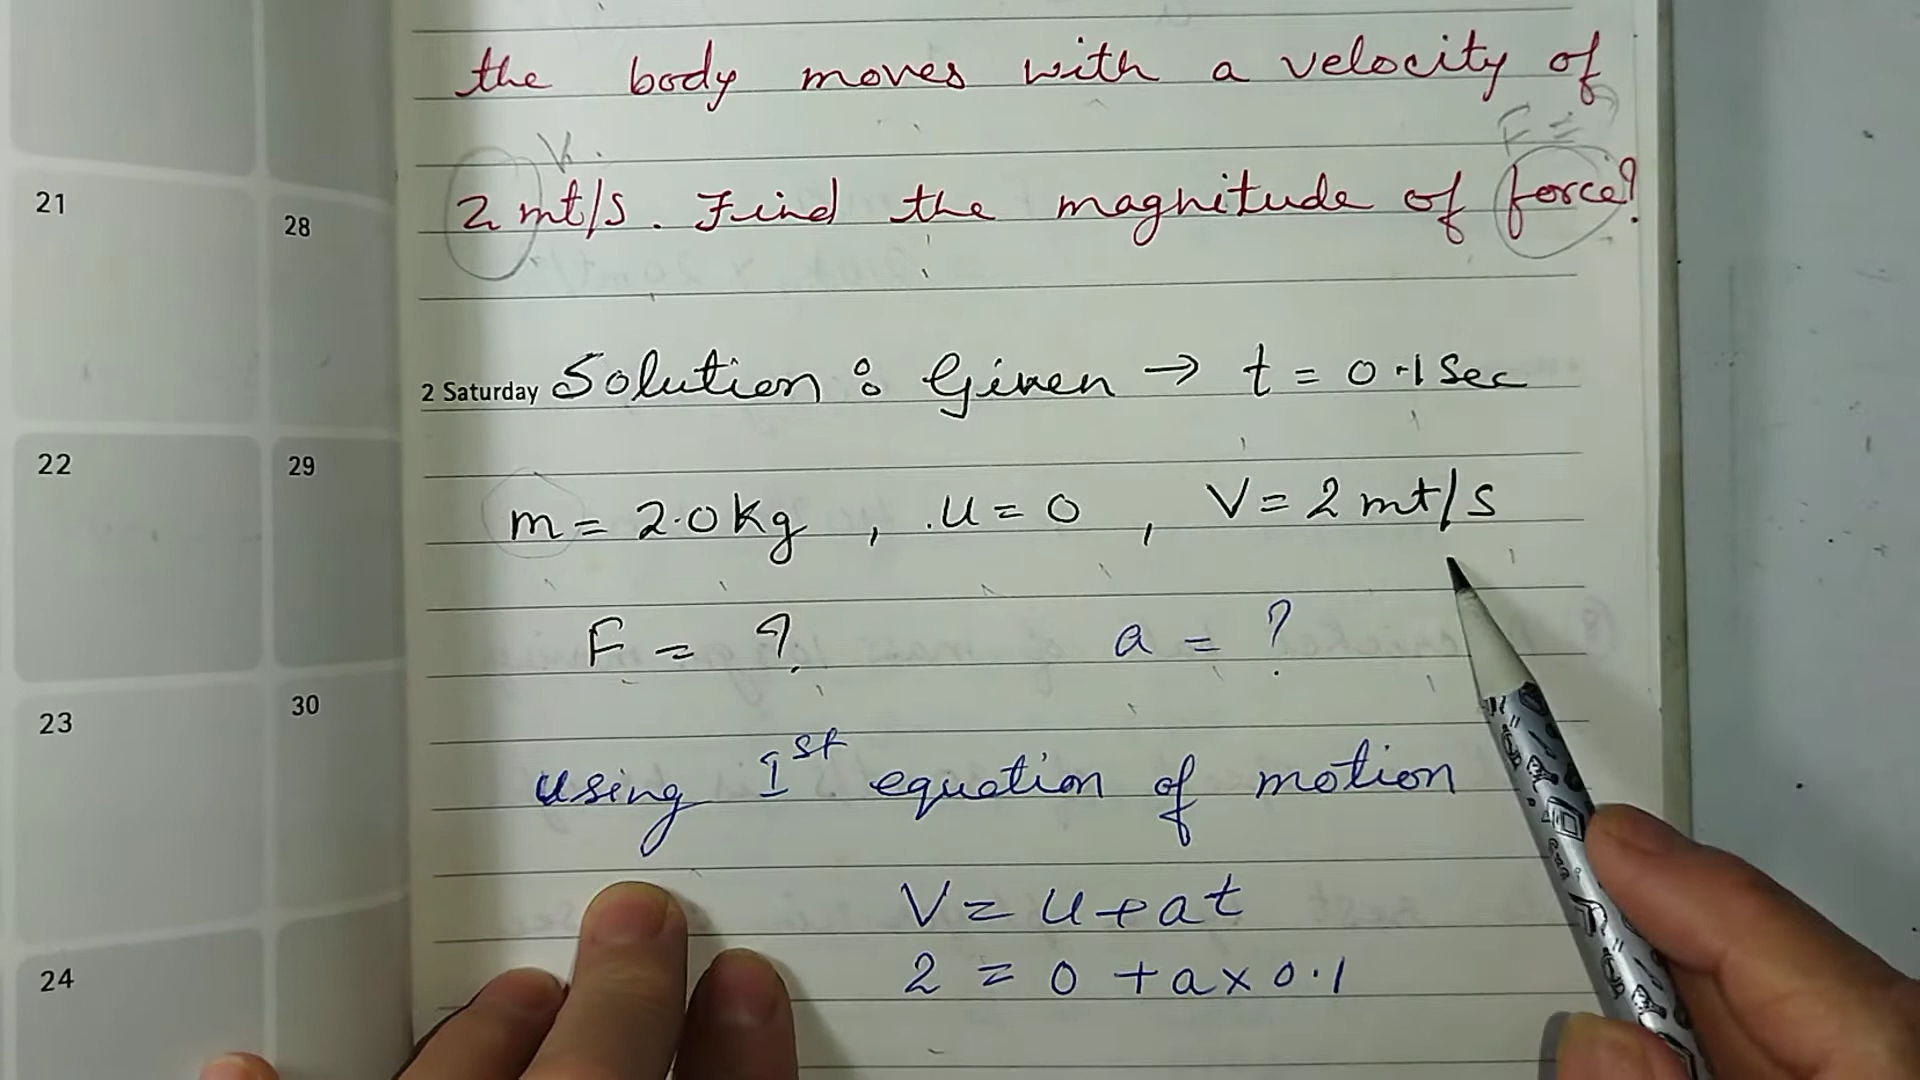 the body moves with a velocity of
V.
F =
2 mt/s. Find the magnitude of force?
21
28
2 Saturday Solution : Given → t = 0.1 Sec
22
29
m = 2.0 kg , u = 0 , V = 2 mt/s
F = ? a = ?
23
30
using 1st equation of motion
V = u + at
24
2 = 0 + a x 0.1